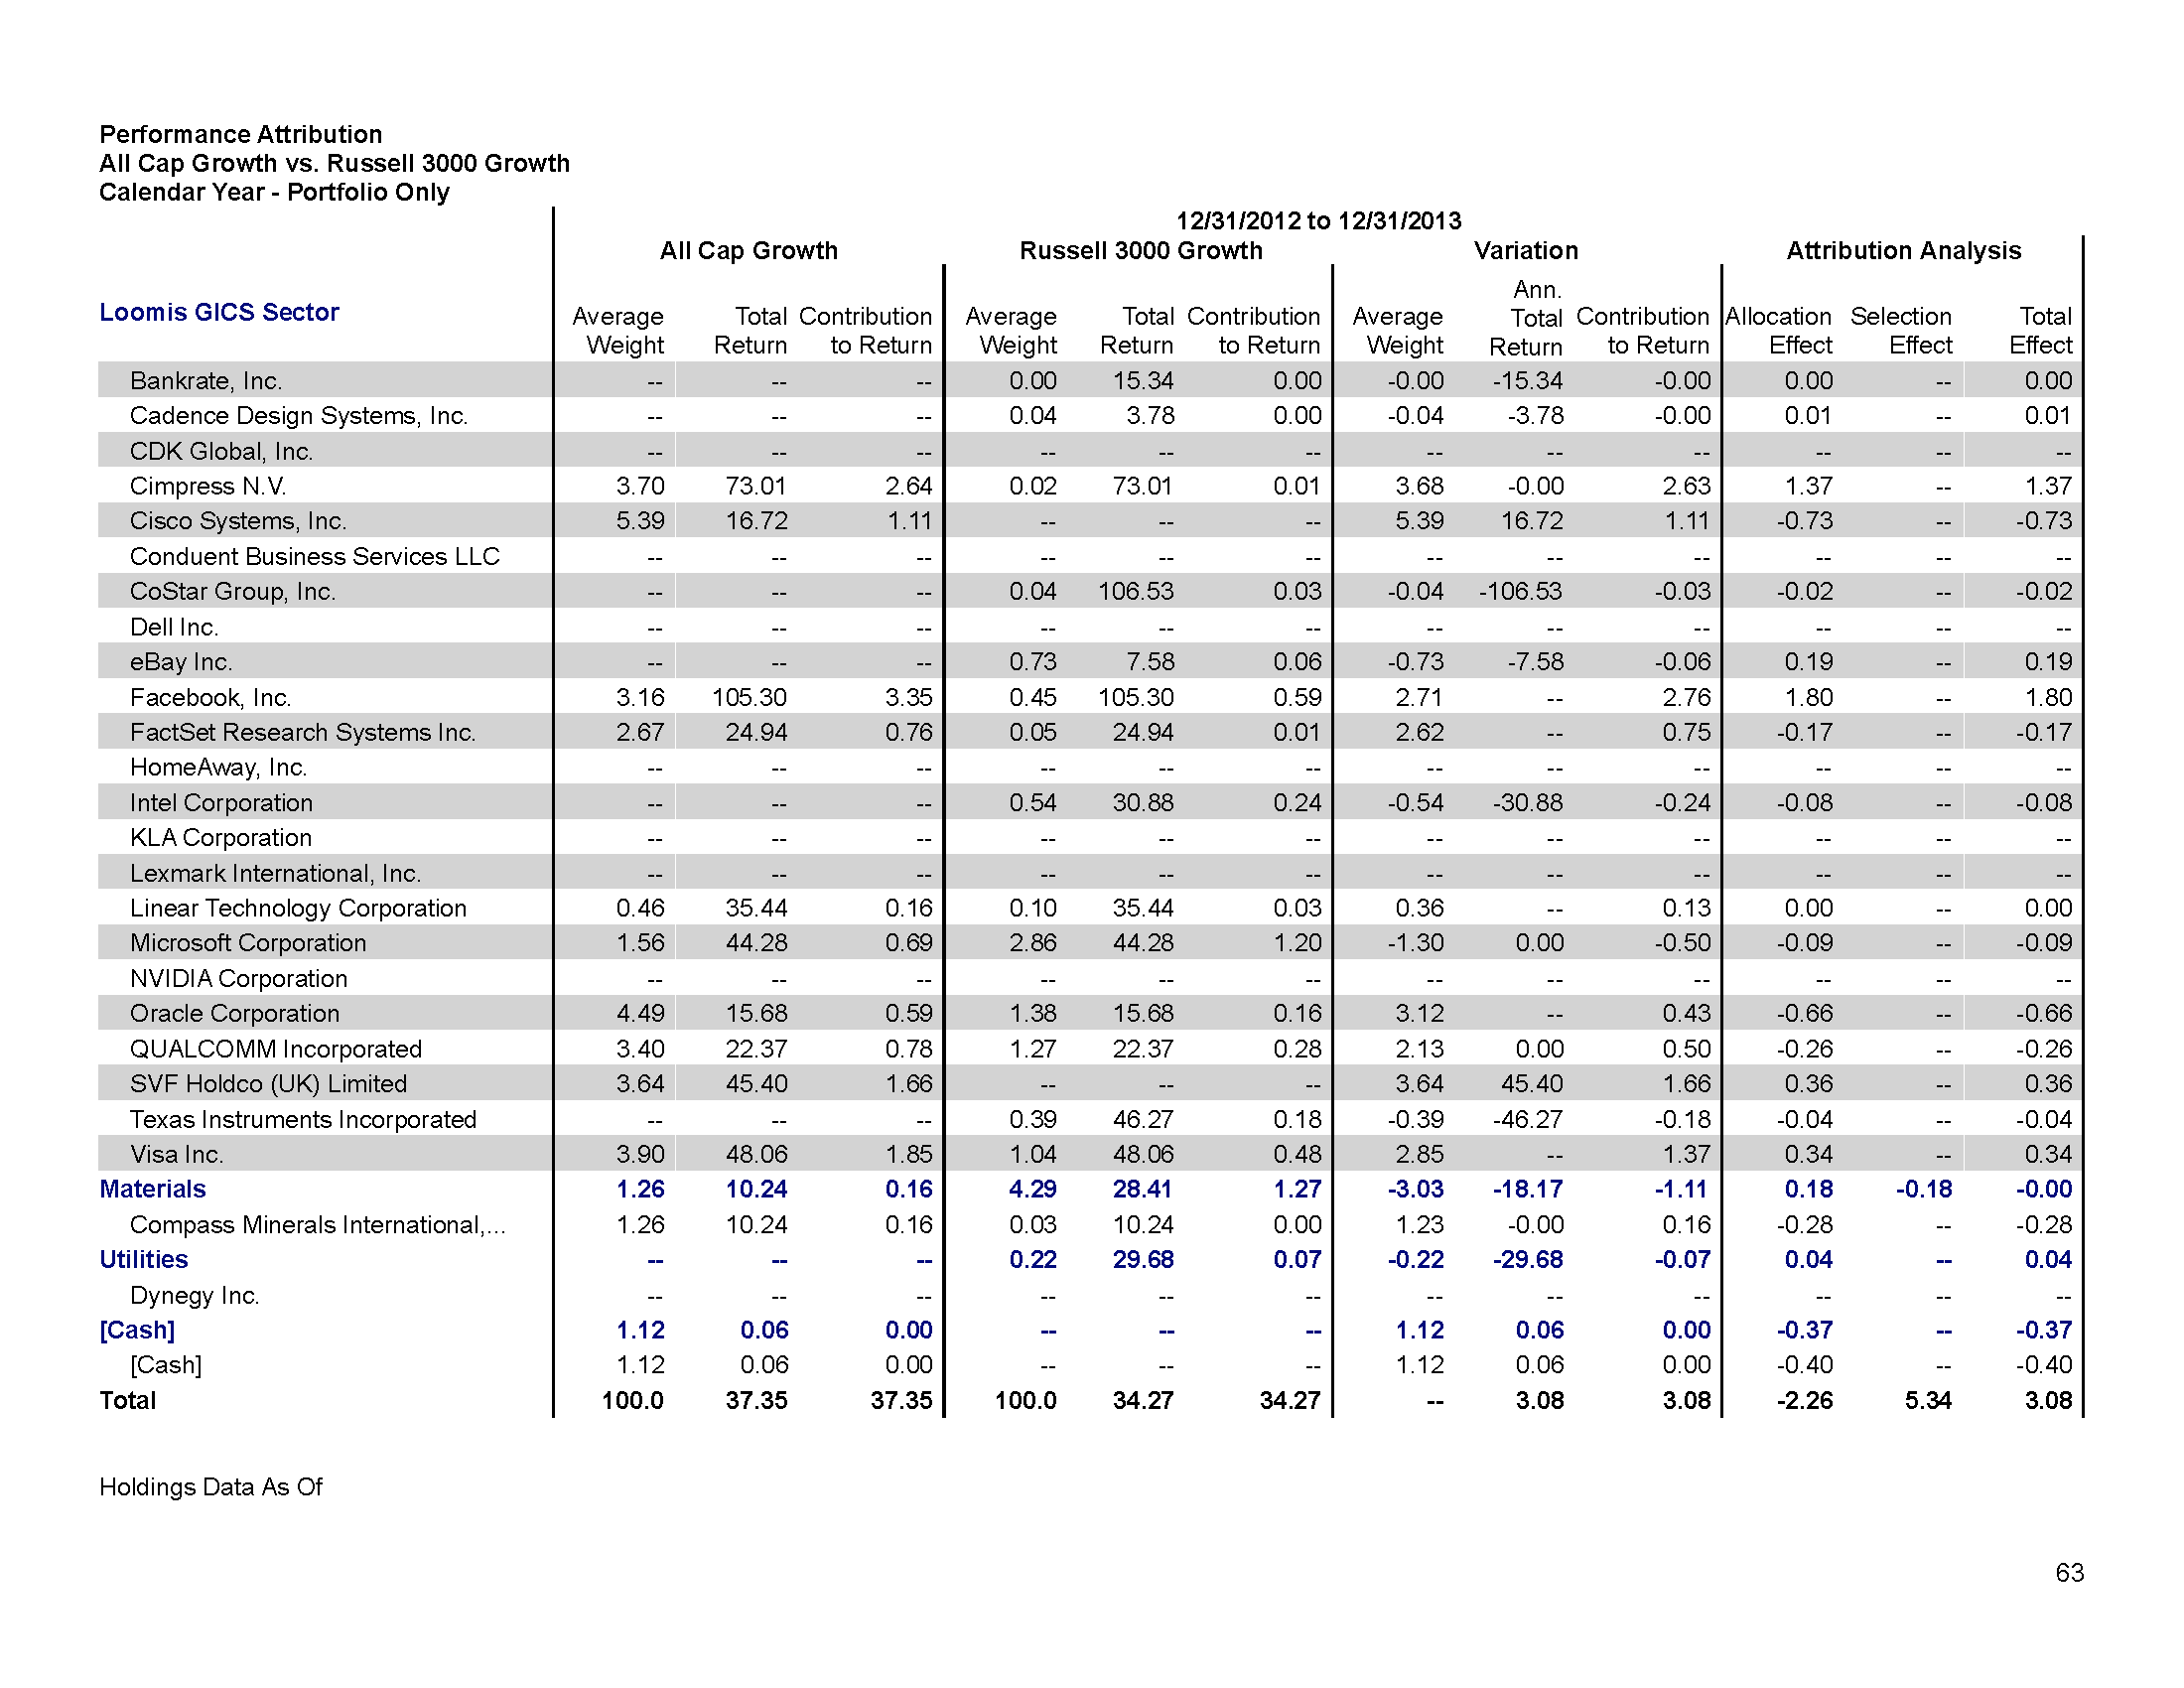 Performance Attribution
All Cap Growth vs. Russell 3000 Growth
Calendar Year - Portfolio Only
12/31/2012 to 12/31/2013
All Cap Growth Russell 3000 Growth Variation Attribution Analysis
Loomis GICS Sector Average Weight Total Return Contribution to Return Average Weight Total Return Contribution to Return Average Weight Ann. Total Return Contribution to Return Allocation Effect Selection Effect Total Effect
Bankrate, Inc. -- -- -- 0.00 15.34 0.00 -0.00 -15.34 -0.00 0.00 -- 0.00
Cadence Design Systems, Inc. -- -- -- 0.04 3.78 0.00 -0.04 -3.78 -0.00 0.01 -- 0.01
CDK Global, Inc. -- -- -- -- -- -- -- -- -- -- -- --
Cimpress N.V. 3.70 73.01 2.64 0.02 73.01 0.01 3.68 -0.00 2.63 1.37 -- 1.37
Cisco Systems, Inc. 5.39 16.72 1.11 -- -- -- 5.39 16.72 1.11 -0.73 -- -0.73
Conduent Business Services LLC -- -- -- -- -- -- -- -- -- -- -- --
CoStar Group, Inc. -- -- -- 0.04 106.53 0.03 -0.04 -106.53 -0.03 -0.02 -- -0.02
Dell Inc. -- -- -- -- -- -- -- -- -- -- -- --
eBay Inc. -- -- -- 0.73 7.58 0.06 -0.73 -7.58 -0.06 0.19 -- 0.19
Facebook, Inc. 3.16 105.30 3.35 0.45 105.30 0.59 2.71 -- 2.76 1.80 -- 1.80
FactSet Research Systems Inc. 2.67 24.94 0.76 0.05 24.94 0.01 2.62 -- 0.75 -0.17 -- -0.17
HomeAway, Inc. -- -- -- -- -- -- -- -- -- -- -- --
Intel Corporation -- -- -- 0.54 30.88 0.24 -0.54 -30.88 -0.24 -0.08 -- -0.08
KLA Corporation -- -- -- -- -- -- -- -- -- -- -- --
Lexmark International, Inc. -- -- -- -- -- -- -- -- -- -- -- --
Linear Technology Corporation 0.46 35.44 0.16 0.10 35.44 0.03 0.36 -- 0.13 0.00 -- 0.00
Microsoft Corporation 1.56 44.28 0.69 2.86 44.28 1.20 -1.30 0.00 -0.50 -0.09 -- -0.09
NVIDIA Corporation -- -- -- -- -- -- -- -- -- -- -- --
Oracle Corporation 4.49 15.68 0.59 1.38 15.68 0.16 3.12 -- 0.43 -0.66 -- -0.66
QUALCOMM Incorporated 3.40 22.37 0.78 1.27 22.37 0.28 2.13 0.00 0.50 -0.26 -- -0.26
SVF Holdco (UK) Limited 3.64 45.40 1.66 -- -- -- 3.64 45.40 1.66 0.36 -- 0.36
Texas Instruments Incorporated -- -- -- 0.39 46.27 0.18 -0.39 -46.27 -0.18 -0.04 -- -0.04
Visa Inc. 3.90 48.06 1.85 1.04 48.06 0.48 2.85 -- 1.37 0.34 -- 0.34
Materials 1.26 10.24 0.16 4.29 28.41 1.27 -3.03 -18.17 -1.11 0.18 -0.18 -0.00
Compass Minerals International,... 1.26 10.24 0.16 0.03 10.24 0.00 1.23 -0.00 0.16 -0.28 -- -0.28
Utilities -- -- -- 0.22 29.68 0.07 -0.22 -29.68 -0.07 0.04 -- 0.04
Dynegy Inc. -- -- -- -- -- -- -- -- -- -- -- --
[Cash] 1.12 0.06 0.00 -- -- -- 1.12 0.06 0.00 -0.37 -- -0.37
[Cash] 1.12 0.06 0.00 -- -- -- 1.12 0.06 0.00 -0.40 -- -0.40
Total 100.0 37.35 37.35 100.0 34.27 34.27 -- 3.08 3.08 -2.26 5.34 3.08
Holdings Data As Of
63